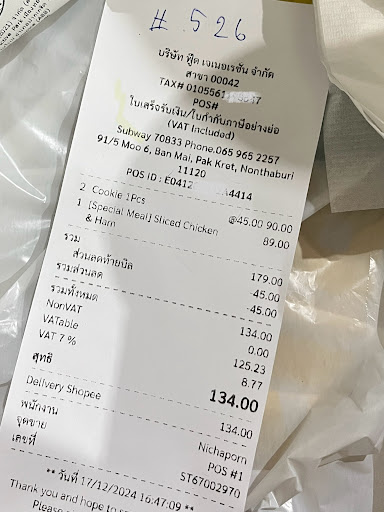 # 526
บริษัท ฟู้ด เจเนอเรชั่น จำกัด
สาขา 00042
TAX# 0105561
POS#
ใบเสร็จรับเงิน/ใบกำกับภาษีอย่างย่อ
(VAT Included)
Subway 70833 Phone.065 965 2257
91/5 Moo 6, Ban Mai, Pak Kret, Nonthaburi
11120
POS ID : E0412 4414
2 Cookie 1Pcs @45.00 90.00
1 [Special Meal] Sliced Chicken 89.00
& Ham
รวม 179.00
ส่วนลดท้ายบิล -45.00
รวมส่วนลด -45.00
รวมทั้งหมด 134.00
NonVAT 0.00
VATable 125.23
VAT 7 % 8.77
สุทธิ 134.00
Delivery Shopee 134.00
พนักงาน Nichaporn
จุดขาย POS #1
เลขที่ ST67002970
** วันที่ 17/12/2024 16:47:09 **
Thank you and hope to
Please